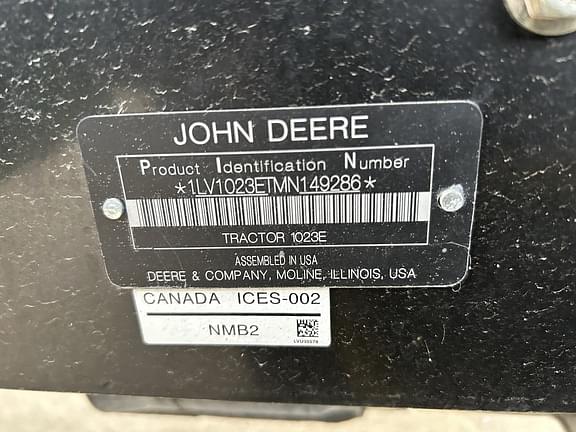 JOHN DEERE
Product Identification Number
*1LV1023ETMN149286*
TRACTOR 1023E
ASSEMBLED IN USA
DEERE & COMPANY, MOLINE, ILLINOIS, USA
CANADA ICES-002
NMB2